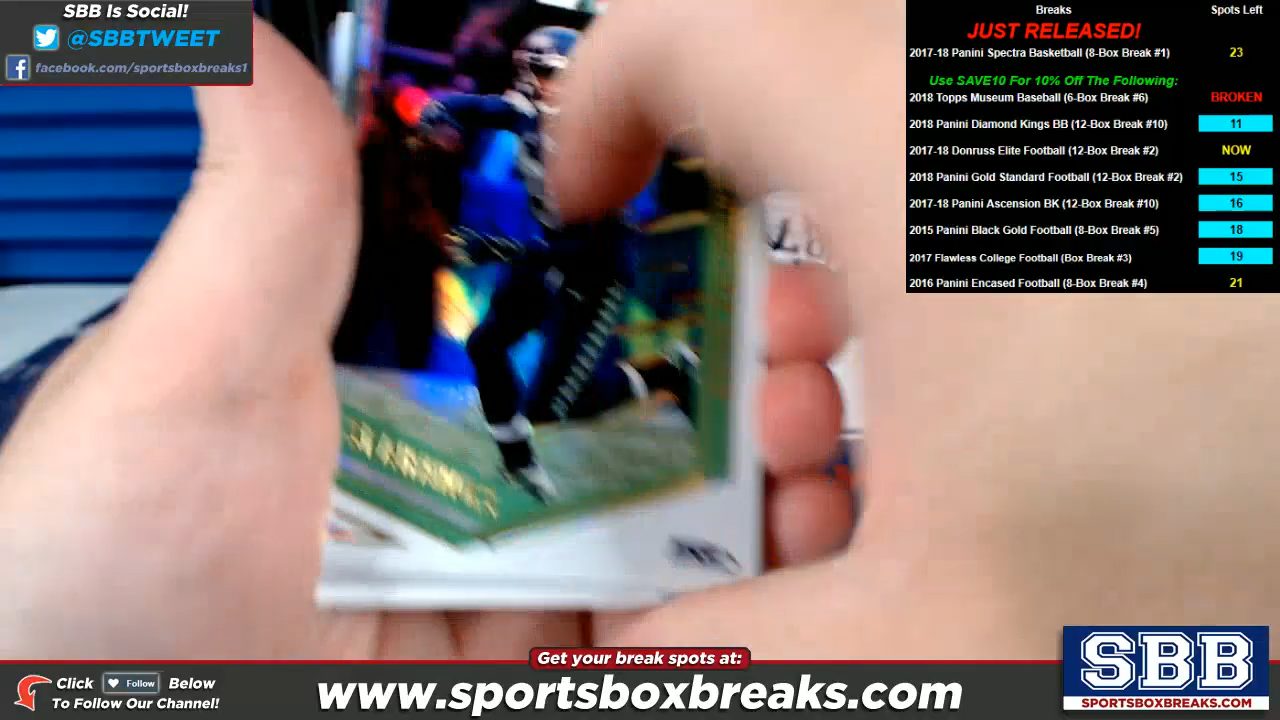 SBB Is Social!
@SBBTWEET
facebook.com/sportsboxbreaks1
Breaks Spots Left
JUST RELEASED!
2017-18 Panini Spectra Basketball (8-Box Break #1) 23
Use SAVE10 For 10% Off The Following:
2018 Topps Museum Baseball (6-Box Break #6) BROKEN
2018 Panini Diamond Kings BB (12-Box Break #10) 11
2017-18 Donruss Elite Football (12-Box Break #2) NOW
2018 Panini Gold Standard Football (12-Box Break #2) 15
2017-18 Panini Ascension BK (12-Box Break #10) 16
2015 Panini Black Gold Football (8-Box Break #5) 18
2017 Flawless College Football (Box Break #3) 19
2016 Panini Encased Football (8-Box Break #4) 21
Get your break spots at:
Click Follow Below
To Follow Our Channel!
www.sportsboxbreaks.com
SBB
SPORTSBOXBREAKS.COM